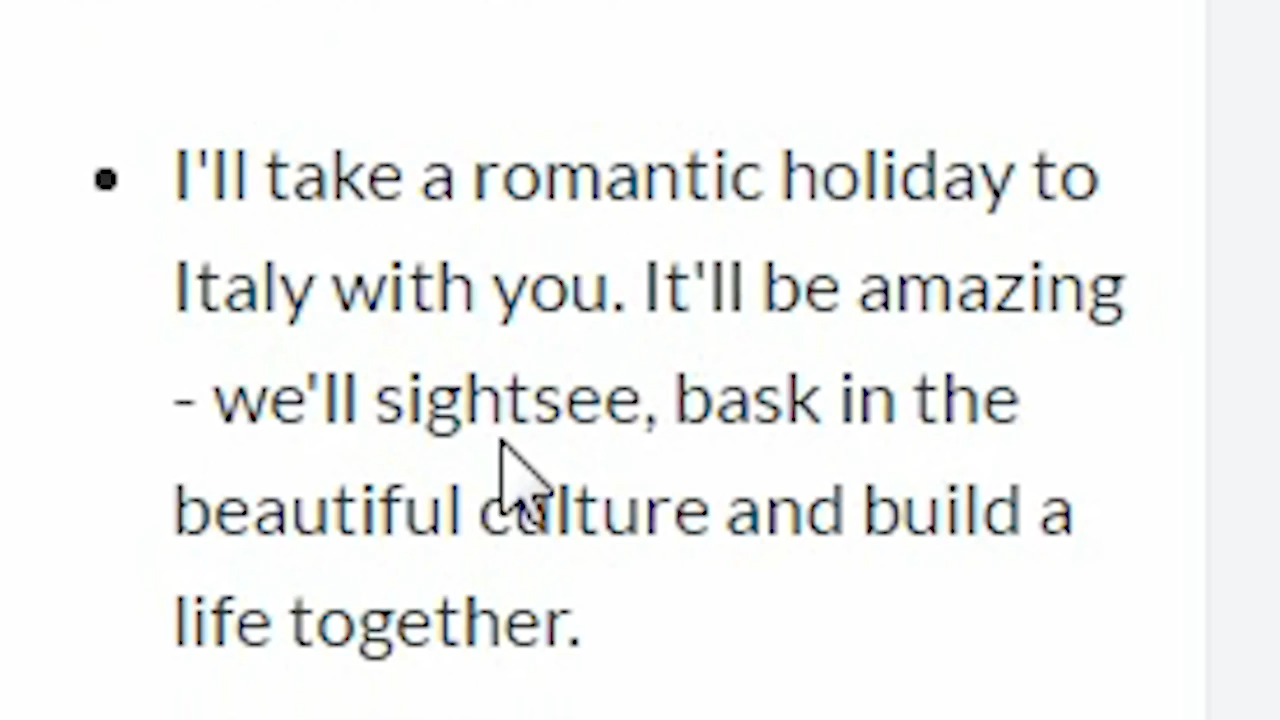 • I'll take a romantic holiday to
Italy with you. It'll be amazing
- we'll sightsee, bask in the
beautiful culture and build a
life together.